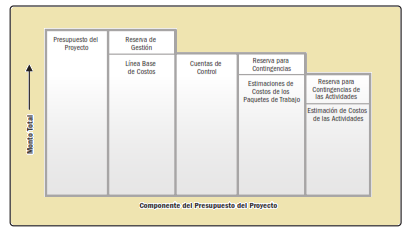 Presupuesto del
Proyecto
Reserva de
Gestión
Línea Base
de Costos
Cuentas de
Control
Reserva para
Contingencias
Estimaciones de
Costos de los
Paquetes de Trabajo
Reserva para
Contingencias de
las Actividades
Estimación de Costos
de las Actividades
Monto Total
Componente del Presupuesto del Proyecto